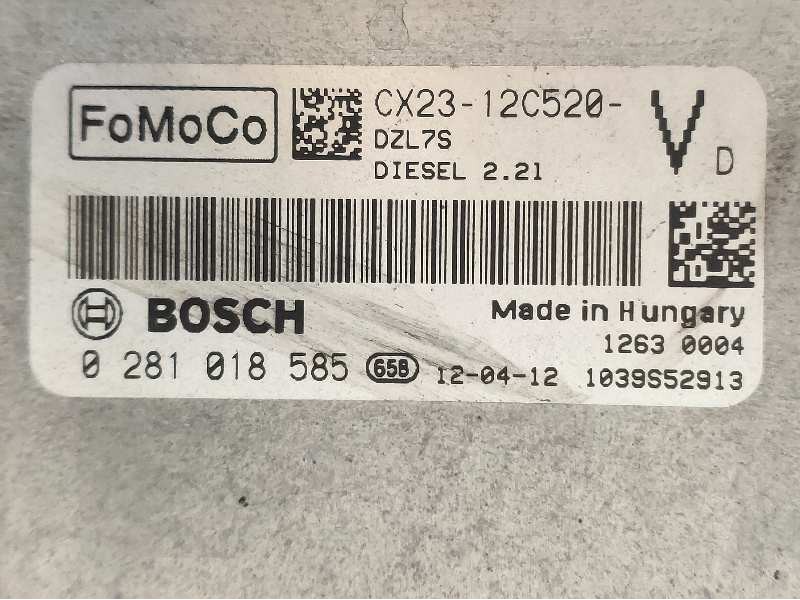 FoMoCo
CX23-12C520-
V D
DZL7S
DIESEL 2.2l
BOSCH
Made in Hungary
1263 0004
0 281 018 585 65B 12-04-12 1039S52913